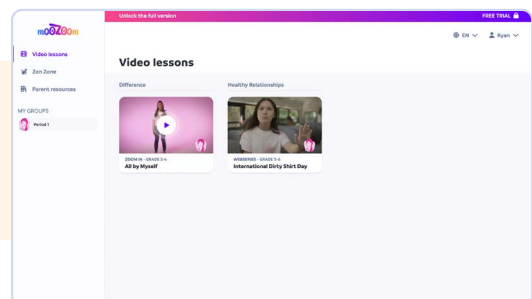 Unlock the full version
FREE TRIAL
mooZoom
EN
Ryan
Video lessons
Zen Zone
Parent resources
MY GROUPS
Period 1
Video lessons
Difference
Healthy Relationships
ZOOM IN - GRADE 3-4
All by Myself
WEBSERIES - GRADE 5-6
International Dirty Shirt Day